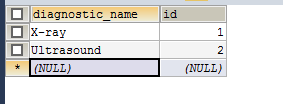 diagnostic_name id
X-ray 1
Ultrasound 2
* (NULL) (NULL)